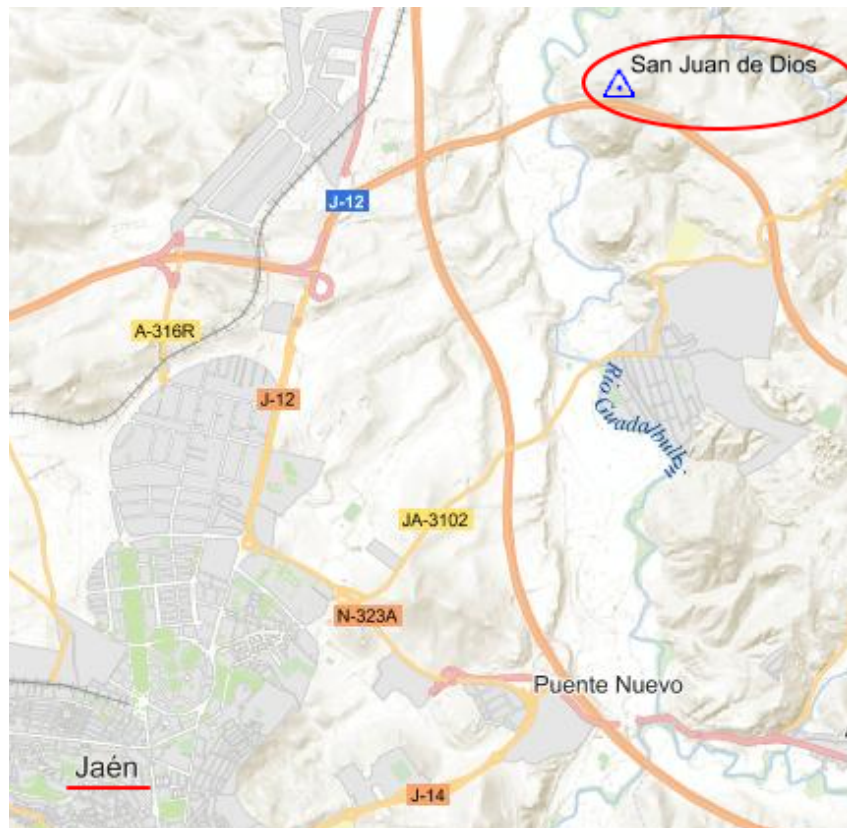 San Juan de Dios
J-12
A-316R
J-12
Río Guadalbullón
JA-3102
N-323A
Puente Nuevo
Jaén
J-14